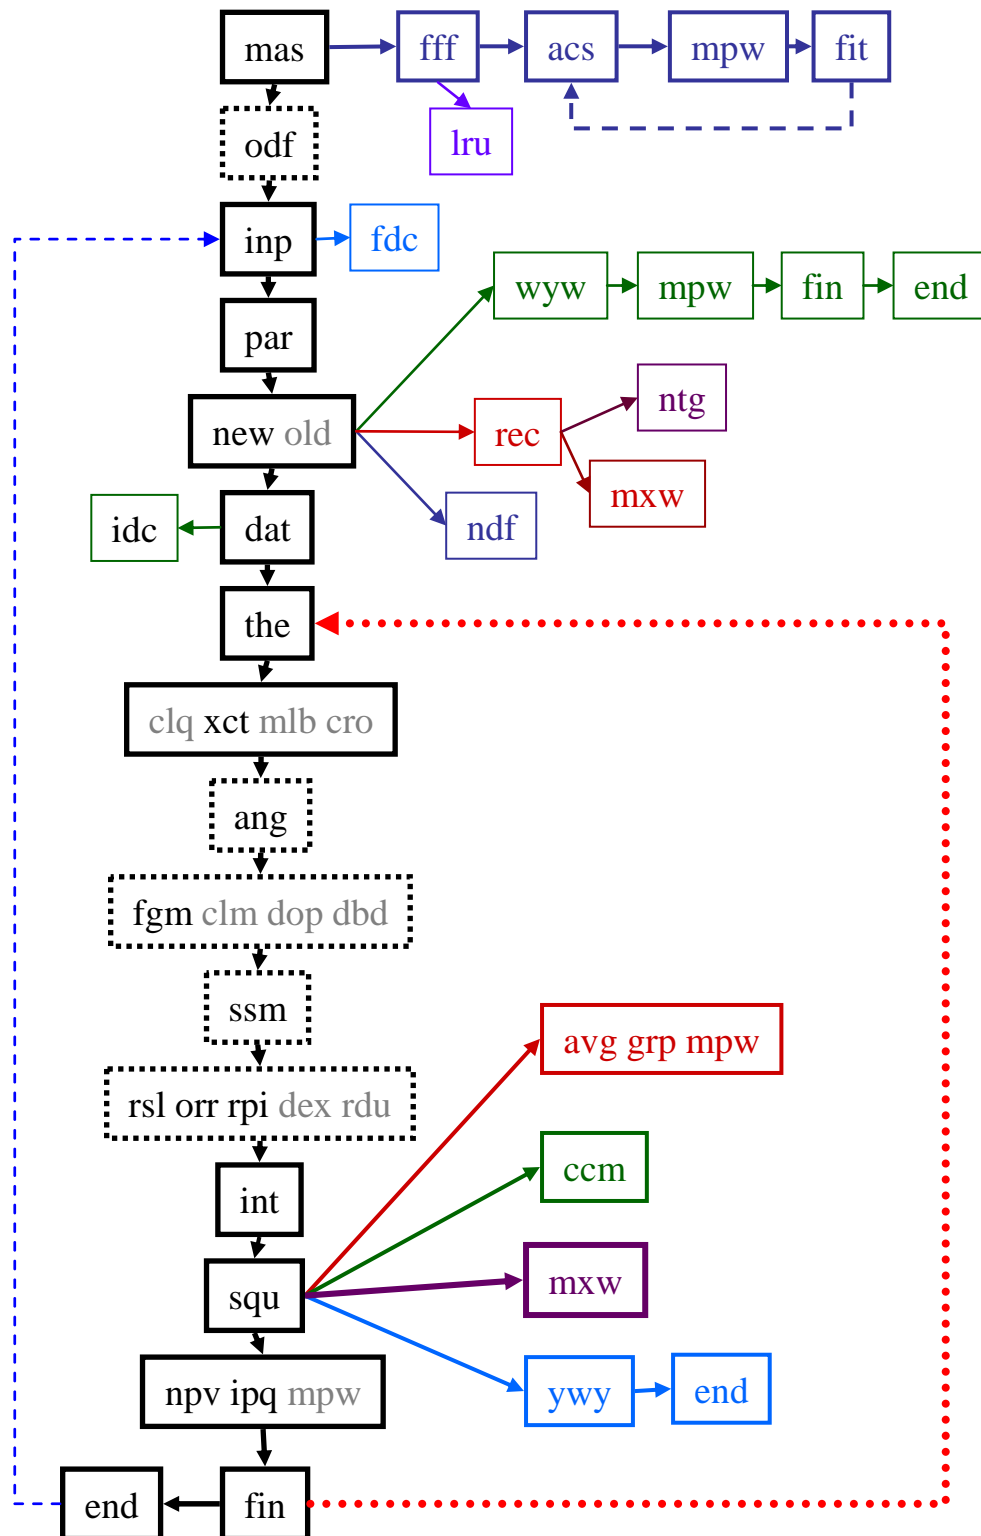 mas fff acs mpw fit
odf lru
inp fdc
wyw mpw fin end
par
ntg
new old rec
mxw
idc dat ndf
the
clq xct mlb cro
ang
fgm clm dop dbd
ssm
avg grp mpw
rsl orr rpi dex rdu
ccm
int
mxw
squ
npv ipq mpw ywy end
end fin